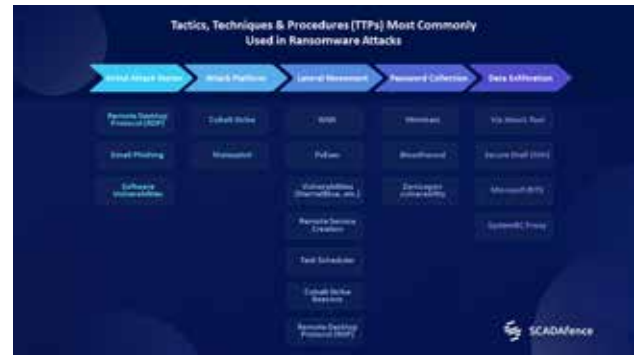 Tactics, Techniques & Procedures (TTPs) Most Commonly
Used in Ransomware Attacks
Initial Attack Vector
Attack Platform
Lateral Movement
Password Collection
Data Exfiltration
Remote Desktop
Protocol (RDP)
Cobalt Strike
WMI
Mimikatz
Email Phishing
Metasploit
PsExec
Bloodhound
Secure Shell (SSH)
Software
Vulnerabilities
Vulnerabilities
(EternalBlue, etc.)
Zerologon
vulnerability
Microsoft BITS
Remote Service
Creation
SystemBC Proxy
Task Scheduler
Cobalt Strike
Beacons
Remote Desktop
Protocol (RDP)
SCADAfence